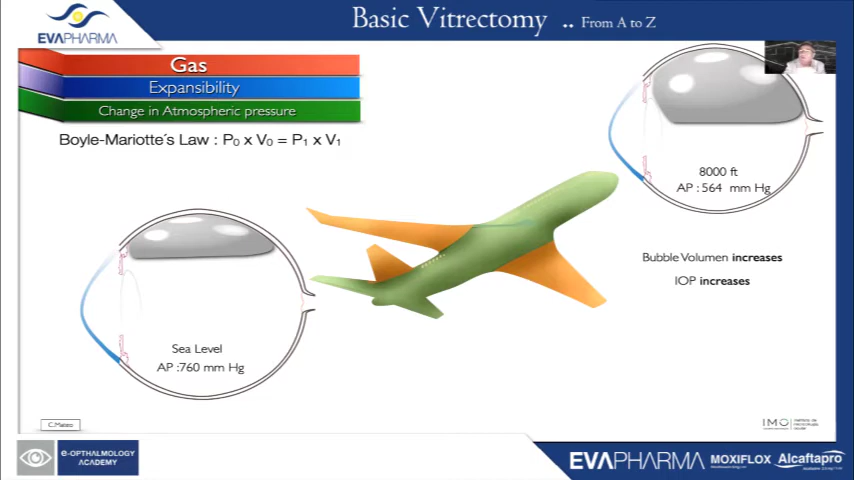 EVAPHARMA
Basic Vitrectomy .. From A to Z
Gas
Expansibility
Change in Atmospheric pressure
Boyle-Mariotte´s Law : P0 x V0 = P1 x V1
8000 ft
AP : 564 mm Hg
Bubble Volumen increases
IOP increases
Sea Level
AP :760 mm Hg
C.Mateo
IMO
e-OPTHALMOLOGY
ACADEMY
EVAPHARMA MOXIFLOX Alcaftapro